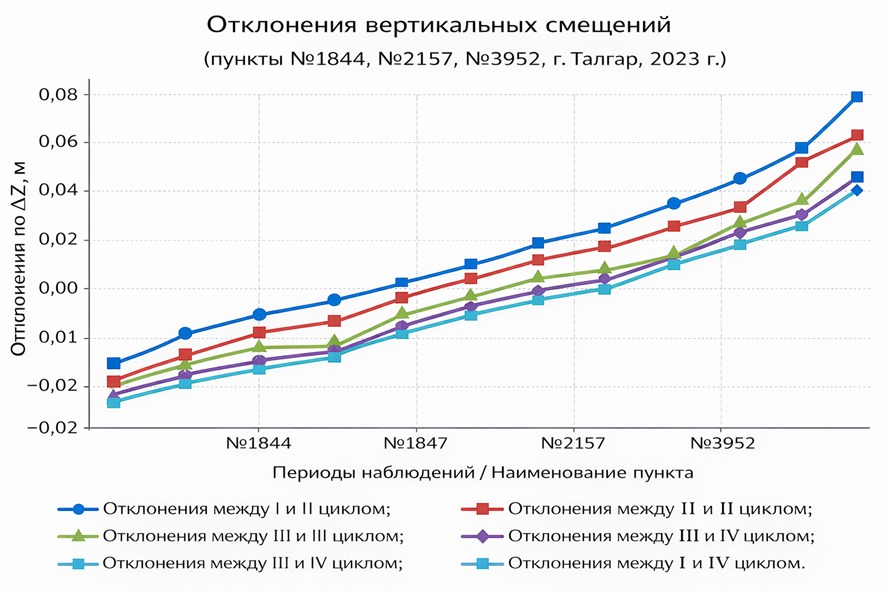 Отклонения вертикальных смещений
(пункты №1844, №2157, №3952, г. Талгар, 2023 г.)
Отклоиения по ΔZ, м
0,08
0,06
0,04
0,02
0,00
0,01
−0,02
−0,02
№1844 №1847 №2157 №3952
Периоды наблюдений / Наименование пункта
Отклонения между I и II циклом; Отклонения между II и II циклом;
Отклонения между III и III циклом; Отклонения между III и IV циклом;
Отклонения между III и IV циклом; Отклонения между I и IV циклом.